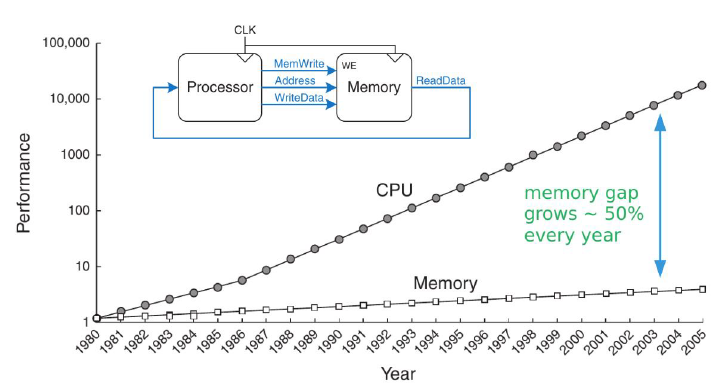 CLK
MemWrite
WE
Processor
Address
Memory
ReadData
WriteData
Performance
100,000
10,000
1000
100
10
1
CPU
memory gap
grows ~ 50%
every year
Memory
1980 1981 1982 1983 1984 1985 1986 1987 1988 1989 1990 1991 1992 1993 1994 1995 1996 1997 1998 1999 2000 2001 2002 2003 2004 2005
Year